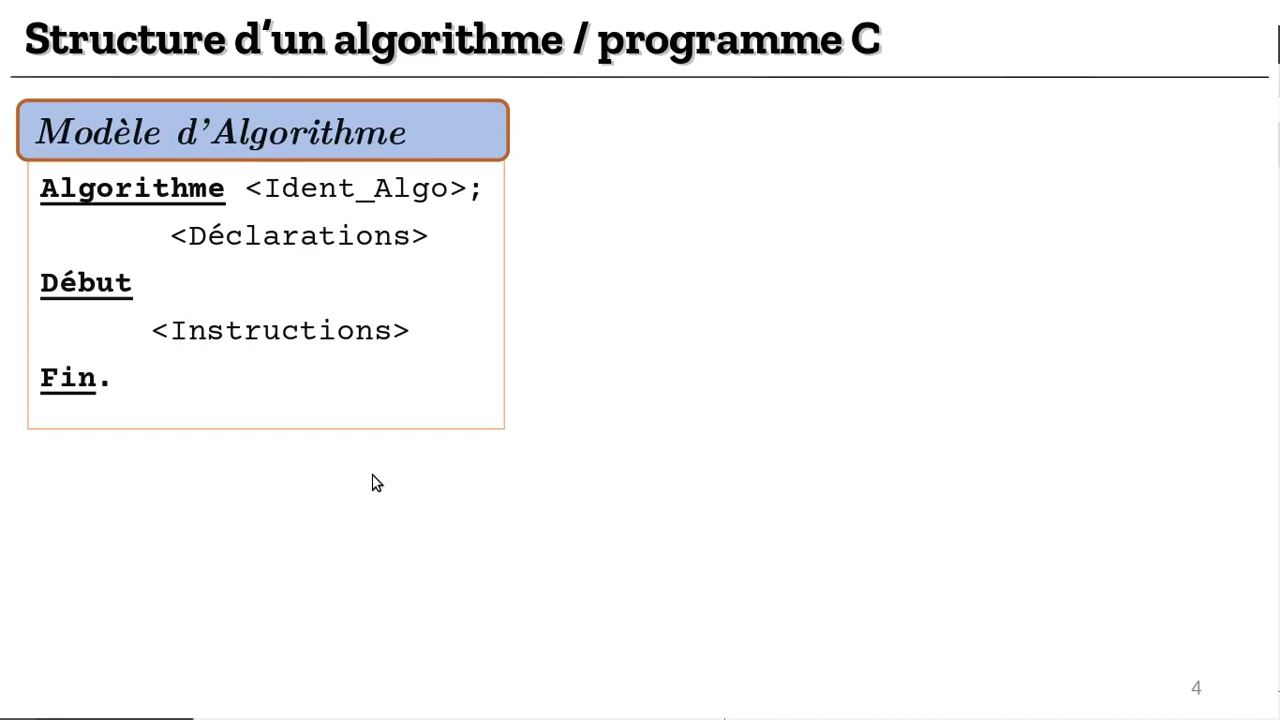 Structure d’un algorithme / programme C
Modèle d’Algorithme
Algorithme <Ident_Algo>;
<Déclarations>
Début
<Instructions>
Fin.
4